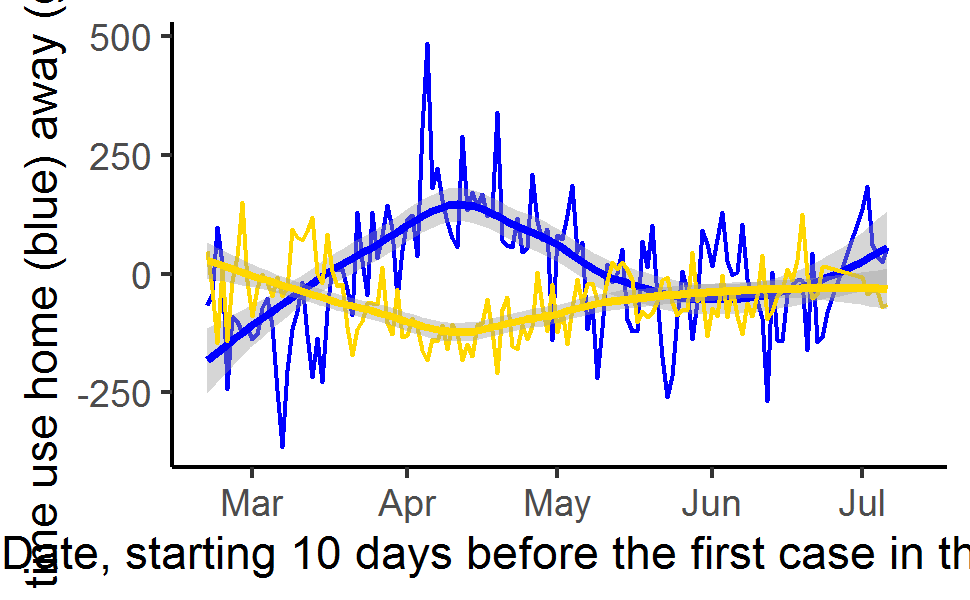 time use home (blue) away (
500
250
0
-250
Mar Apr May Jun Jul
Date, starting 10 days before the first case in th